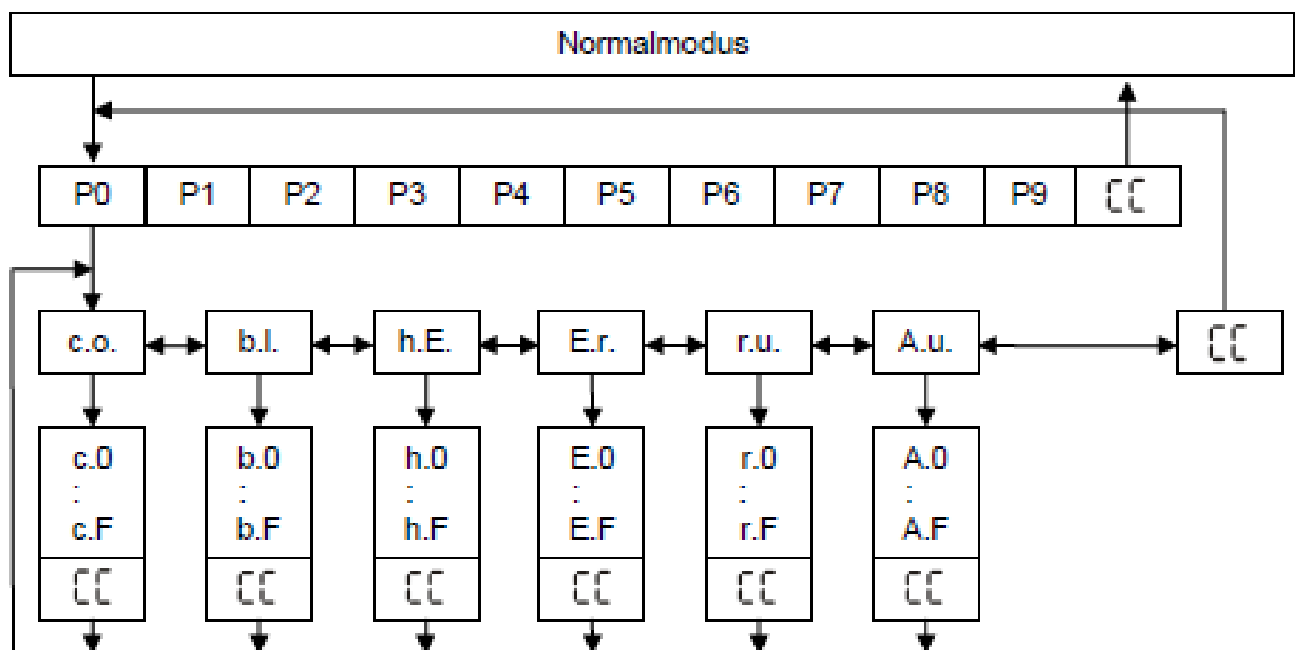 Normalmodus
P0 P1 P2 P3 P4 P5 P6 P7 P8 P9 CC
c.o. b.l. h.E. E.r. r.u. A.u. CC
c.0 b.0 h.0 E.0 r.0 A.0
: : : : : :
c.F b.F h.F E.F r.F A.F
CC CC CC CC CC CC